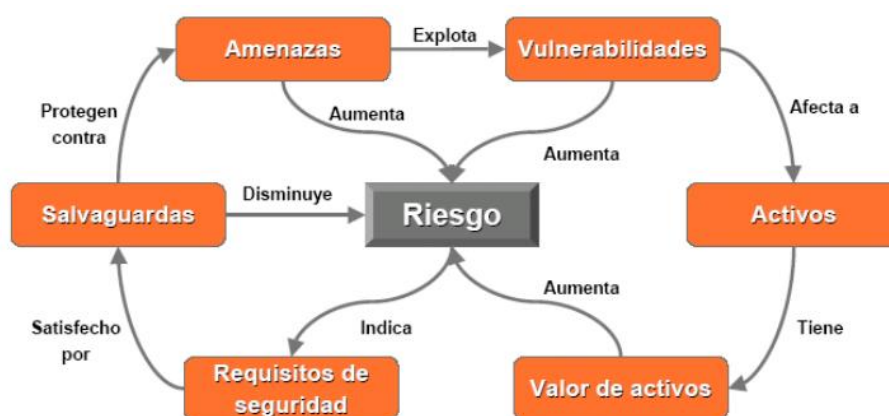 Amenazas
Explota
Vulnerabilidades
Protegen
contra
Aumenta
Aumenta
Afecta a
Salvaguardas
Disminuye
Riesgo
Activos
Satisfecho
por
Indica
Aumenta
Tiene
Requisitos de
seguridad
Valor de activos